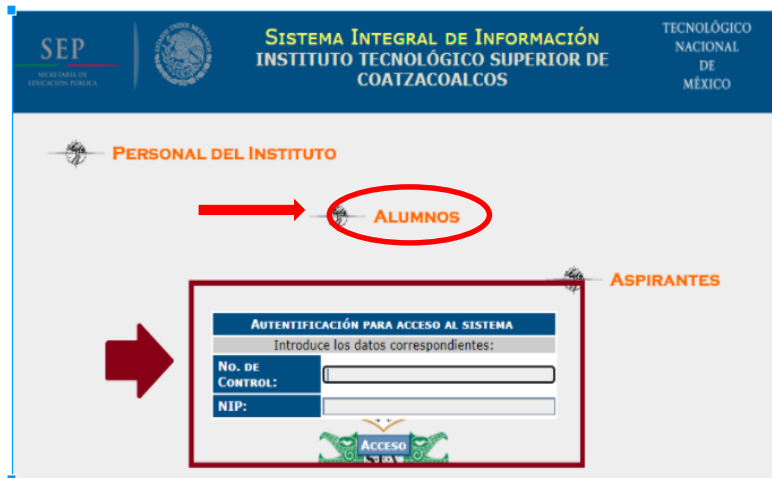 SEP
SECRETARÍA DE
EDUCACIÓN PÚBLICA
SISTEMA INTEGRAL DE INFORMACIÓN
INSTITUTO TECNOLÓGICO SUPERIOR DE
COATZACOALCOS
TECNOLÓGICO
NACIONAL
DE
MÉXICO
PERSONAL DEL INSTITUTO
ALUMNOS
ASPIRANTES
AUTENTIFICACIÓN PARA ACCESO AL SISTEMA
Introduce los datos correspondientes:
NO. DE
CONTROL:
NIP:
ACCESO